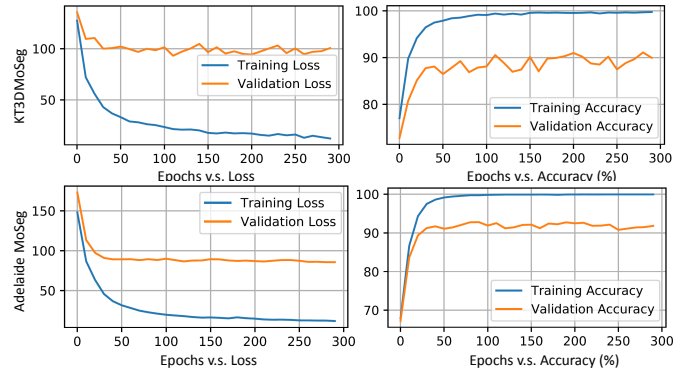 KT3DMoSeg
100
50
Training Loss
Validation Loss
0 50 100 150 200 250 300
Epochs v.s. Loss
100
90
80
Training Accuracy
Validation Accuracy
0 50 100 150 200 250 300
Epochs v.s. Accuracy (%)
Adelaide MoSeg
150
100
50
Training Loss
Validation Loss
0 50 100 150 200 250 300
Epochs v.s. Loss
100
90
80
70
Training Accuracy
Validation Accuracy
0 50 100 150 200 250 300
Epochs v.s. Accuracy (%)